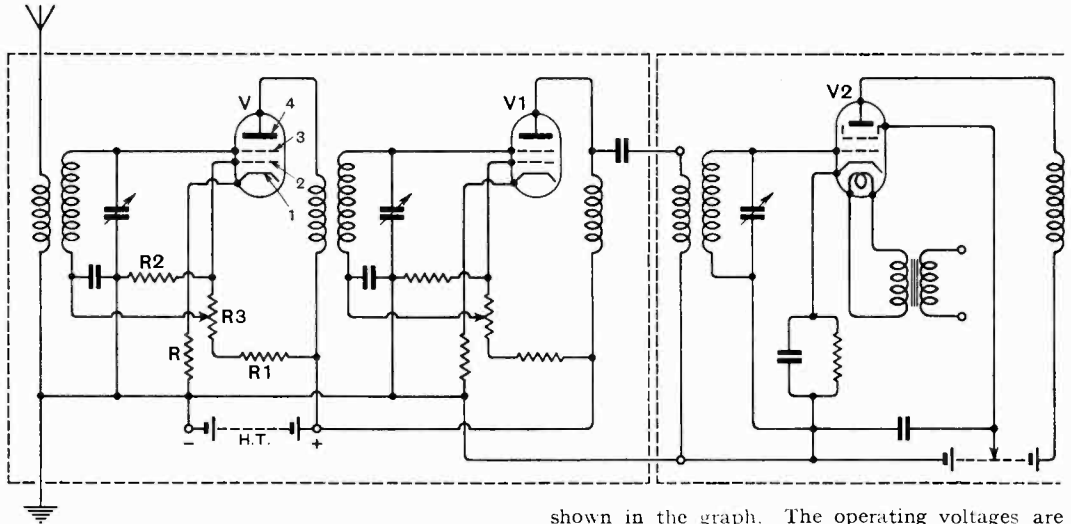 V
4
3
2
1
V1
V2
R2
R3
R
R1
− H.T. +
shown in the graph. The operating voltages are